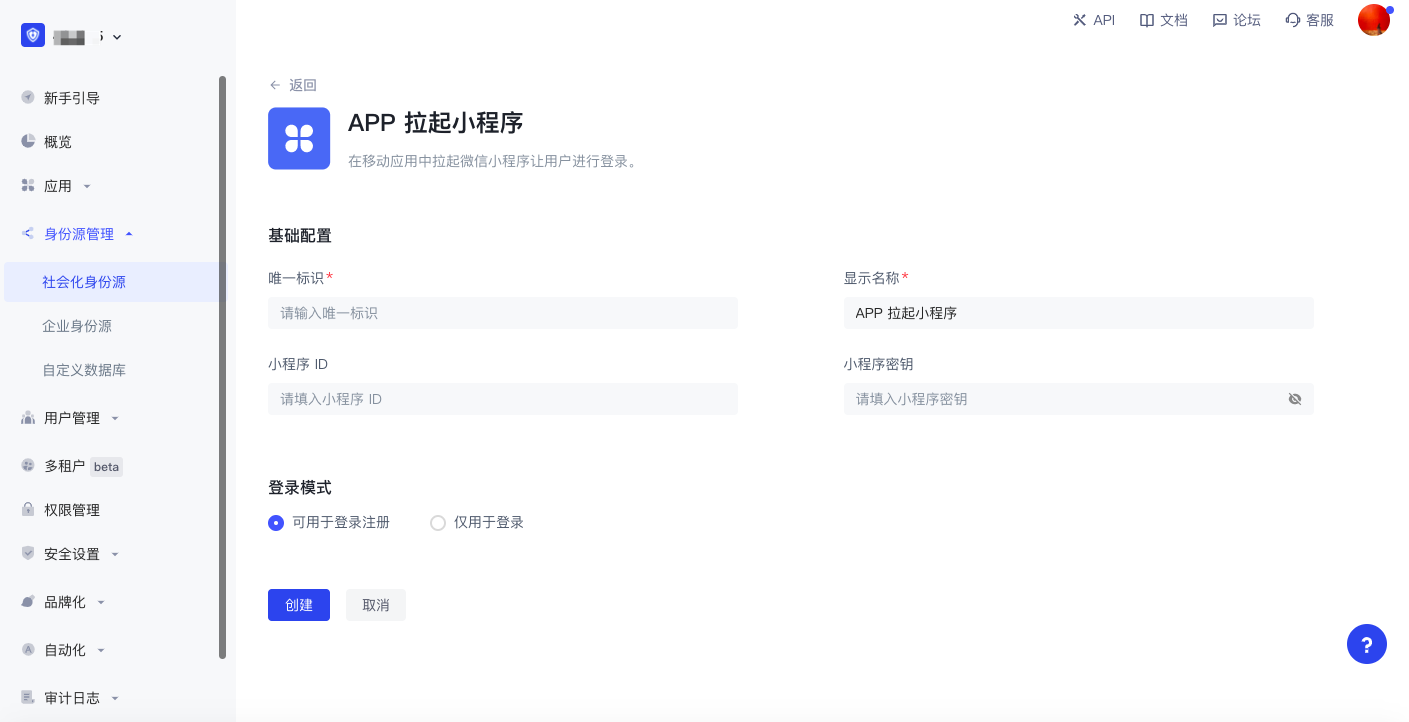 API 文档 论坛 客服
新手引导
概览
应用
身份源管理
社会化身份源
企业身份源
自定义数据库
用户管理
多租户 beta
权限管理
安全设置
品牌化
自动化
审计日志
返回
APP 拉起小程序
在移动应用中拉起微信小程序让用户进行登录。
基础配置
唯一标识* 显示名称*
请输入唯一标识 APP 拉起小程序
小程序 ID 小程序密钥
请填入小程序 ID 请填入小程序密钥
登录模式
可用于登录注册 仅用于登录
创建 取消
?